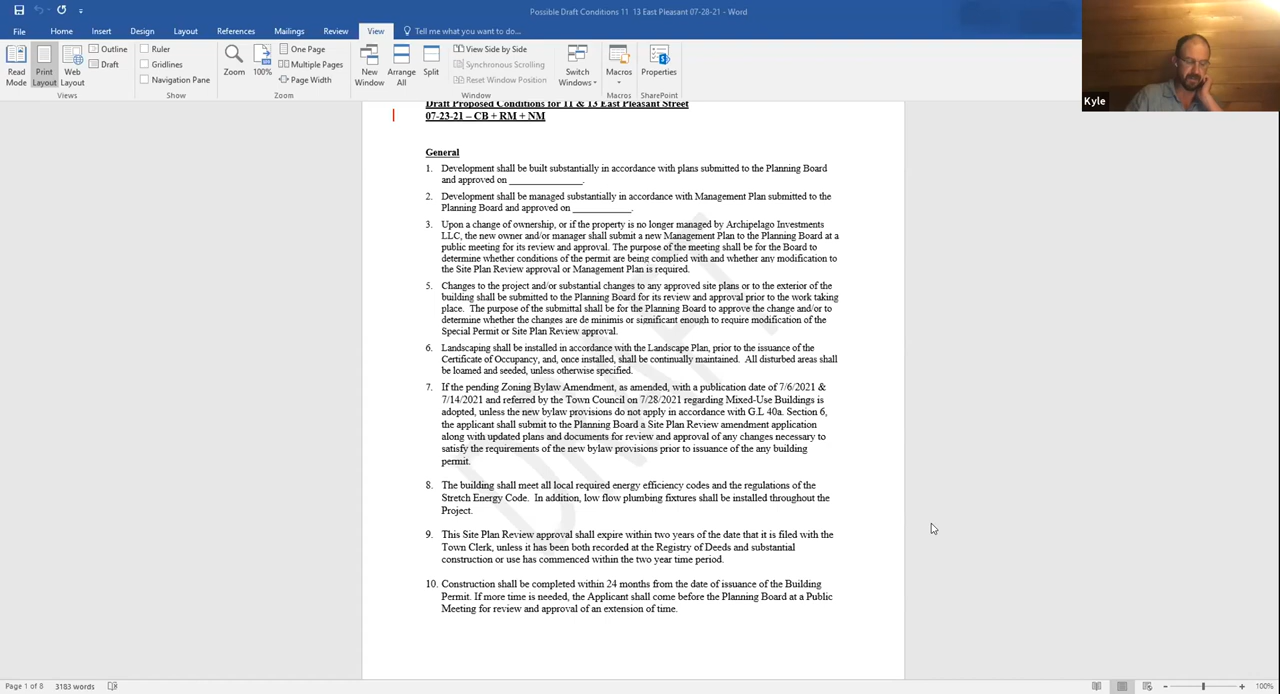 Possible Draft Conditions 11 13 East Pleasant 07-28-21 - Word
File Home Insert Design Layout References Mailings Review View Tell me what you want to do...
Read Mode Print Layout Web Layout Outline Draft
Views
Ruler Gridlines Navigation Pane
Show
Zoom 100% One Page Multiple Pages Page Width
Zoom
New Window Arrange All Split View Side by Side Synchronous Scrolling Reset Window Position Switch Windows
Window
Macros
Macros
Properties
SharePoint
Kyle
Draft Proposed Conditions for 11 & 13 East Pleasant Street
07-23-21 – CB + RM + NM
General
1. Development shall be built substantially in accordance with plans submitted to the Planning Board
and approved on _______________.
2. Development shall be managed substantially in accordance with Management Plan submitted to the
Planning Board and approved on ____________.
3. Upon a change of ownership, or if the property is no longer managed by Archipelago Investments
LLC, the new owner and/or manager shall submit a new Management Plan to the Planning Board at a
public meeting for its review and approval. The purpose of the meeting shall be for the Board to
determine whether conditions of the permit are being complied with and whether any modification to
the Site Plan Review approval or Management Plan is required.
5. Changes to the project and/or substantial changes to any approved site plans or to the exterior of the
building shall be submitted to the Planning Board for its review and approval prior to the work taking
place. The purpose of the submittal shall be for the Planning Board to approve the change and/or to
determine whether the changes are de minimis or significant enough to require modification of the
Special Permit or Site Plan Review approval.
6. Landscaping shall be installed in accordance with the Landscape Plan, prior to the issuance of the
Certificate of Occupancy, and, once installed, shall be continually maintained. All disturbed areas shall
be loamed and seeded, unless otherwise specified.
7. If the pending Zoning Bylaw Amendment, as amended, with a publication date of 7/6/2021 &
7/14/2021 and referred by the Town Council on 7/28/2021 regarding Mixed-Use Buildings is
adopted, unless the new bylaw provisions do not apply in accordance with G.L 40a. Section 6,
the applicant shall submit to the Planning Board a Site Plan Review amendment application
along with updated plans and documents for review and approval of any changes necessary to
satisfy the requirements of the new bylaw provisions prior to issuance of the any building
permit.
8. The building shall meet all local required energy efficiency codes and the regulations of the
Stretch Energy Code. In addition, low flow plumbing fixtures shall be installed throughout the
Project.
9. This Site Plan Review approval shall expire within two years of the date that it is filed with the
Town Clerk, unless it has been both recorded at the Registry of Deeds and substantial
construction or use has commenced within the two year time period.
10. Construction shall be completed within 24 months from the date of issuance of the Building
Permit. If more time is needed, the Applicant shall come before the Planning Board at a Public
Meeting for review and approval of an extension of time.
DRAFT
Page 1 of 8 3183 words 100%